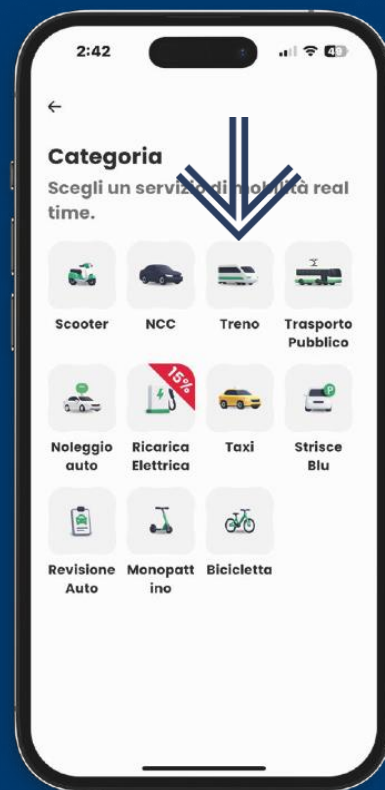 2:42
49
Categoria
Scegli un servizio di mobilità real
time.
Scooter
NCC
Treno
Trasporto
Pubblico
15%
P
Noleggio
auto
Ricarica
Elettrica
Taxi
Strisce
Blu
Revisione
Auto
Monopatt
ino
Bicicletta